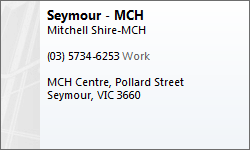 Seymour - MCH
Mitchell Shire-MCH
(03) 5734-6253 Work
MCH Centre, Pollard Street
Seymour, VIC 3660